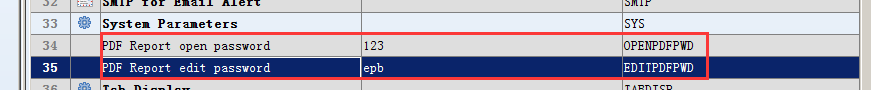 32 SMTP for Email Alert SMTP
33 System Parameters SYS
34 PDF Report open password 123 OPENPDFPWD
35 PDF Report edit password epb EDITPDFPWD
36 Job Display JABDISP